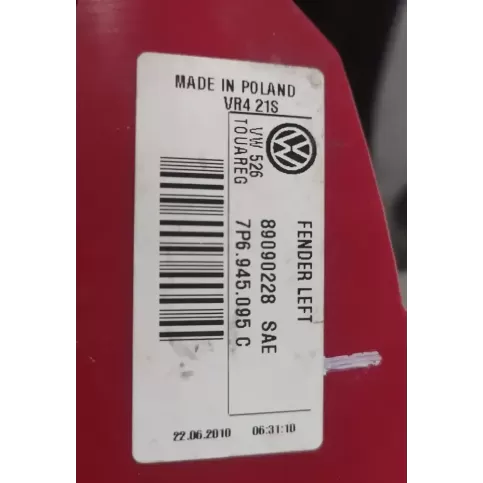 MADE IN POLAND
VR4 21S
VW 526
TOUAREG
FENDER LEFT
89090228 SAE
7P6.945.095 C
22.06.2010 06:31:10